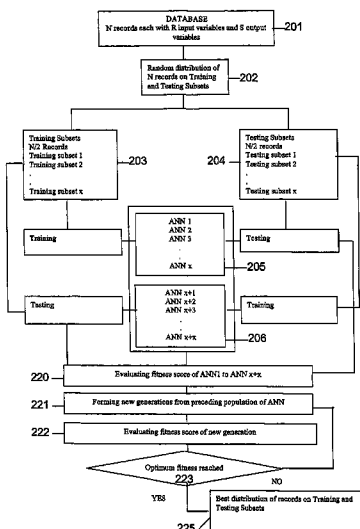 DATABASE
N records each with R input variables and S output
variables
201
Random distribution of
N records on Training
and Testing Subsets
202
Training Subsets
N/2 Records
Training subset 1
Training subset 2
.
.
Training subset x
203
Testing Subsets
N/2 records
Testing subset 1
Testing subset 2
.
.
Testing subset x
204
Training
ANN 1
ANN 2
ANN 3
.
.
ANN x
Testing
205
Testing
ANN x+1
ANN x+2
ANN x+3
.
.
ANN x+x
Training
206
220
Evaluating fitness score of ANN1 to ANN x+x
221
Forming new generations from preceding population of ANN
222
Evaluating fitness score of new generation
Optimum fitness reached
223
YES
NO
Best distribution of records on Training and
Testing Subsets
225